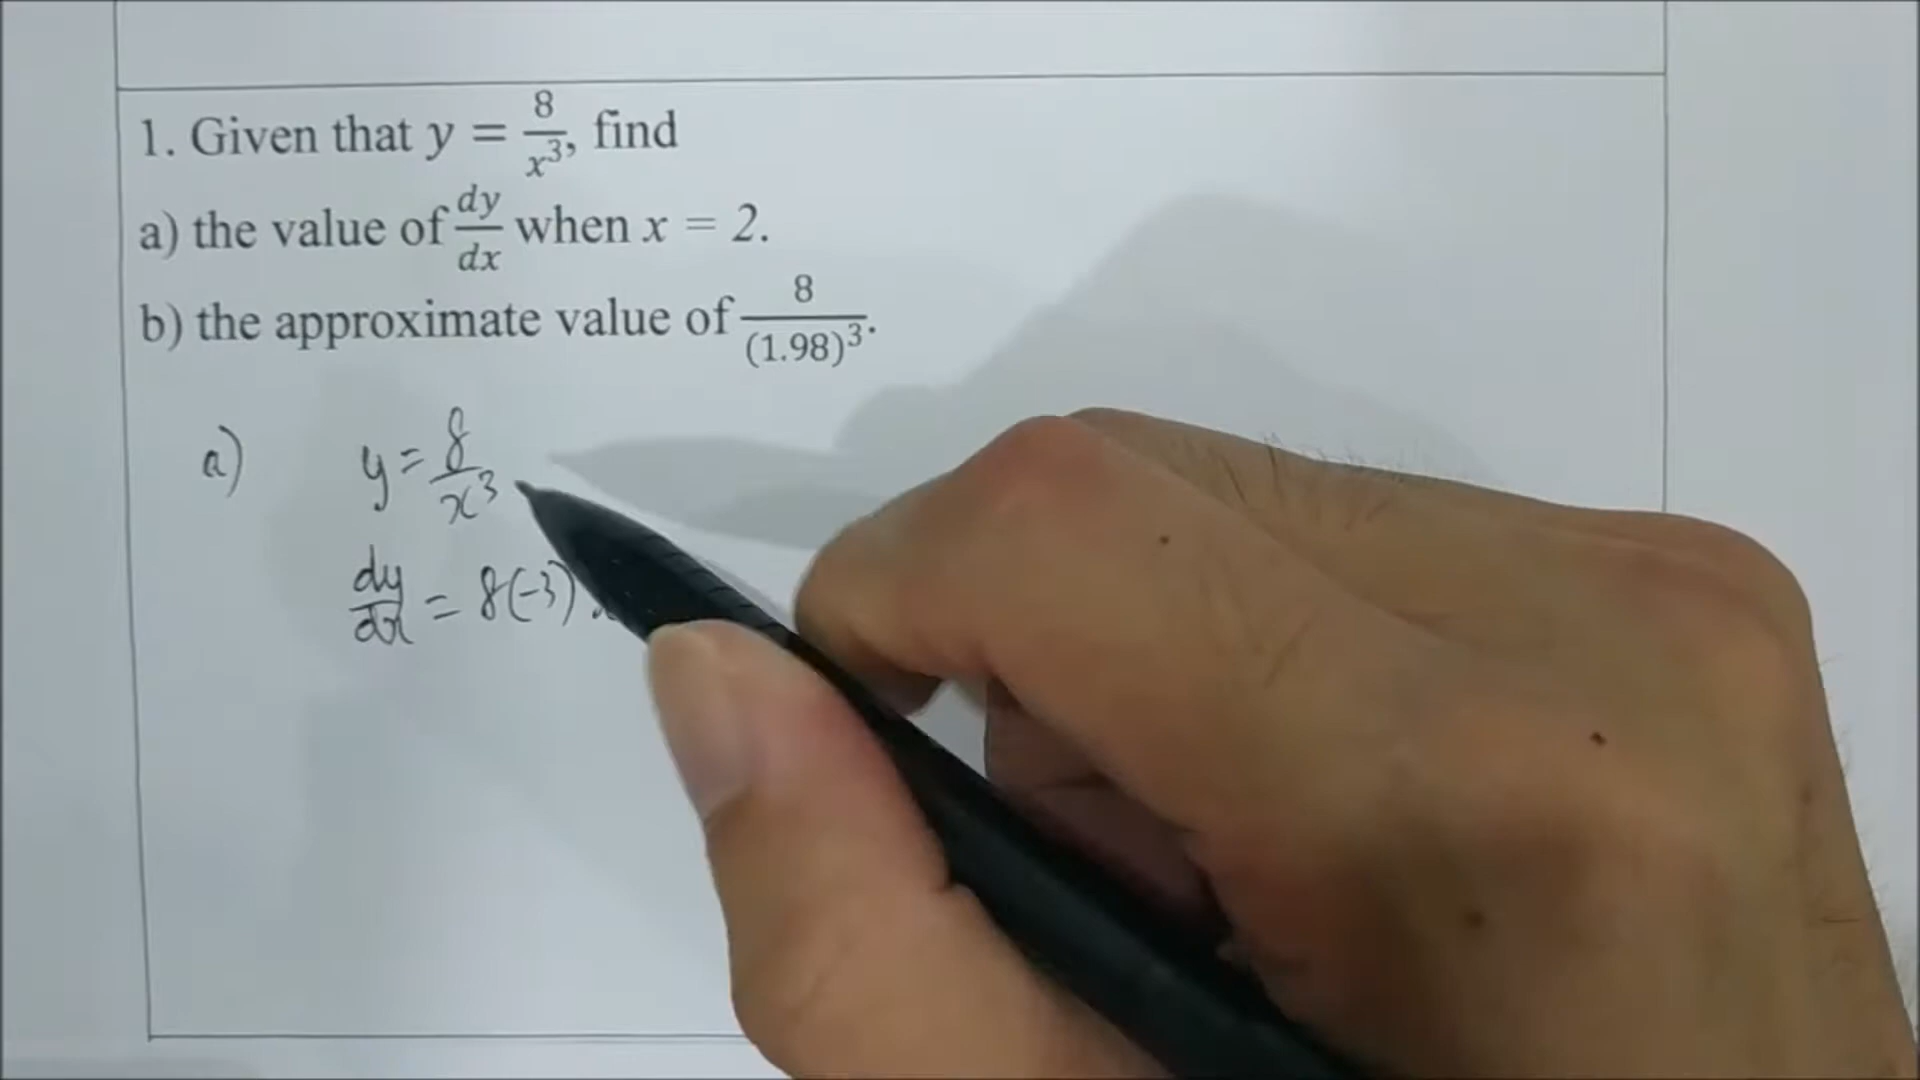 1. Given that y = 8/x³, find
a) the value of dy/dx when x = 2.
b) the approximate value of 8/(1.98)³.
a) y = 8/x³
dy/dx = 8(-3)